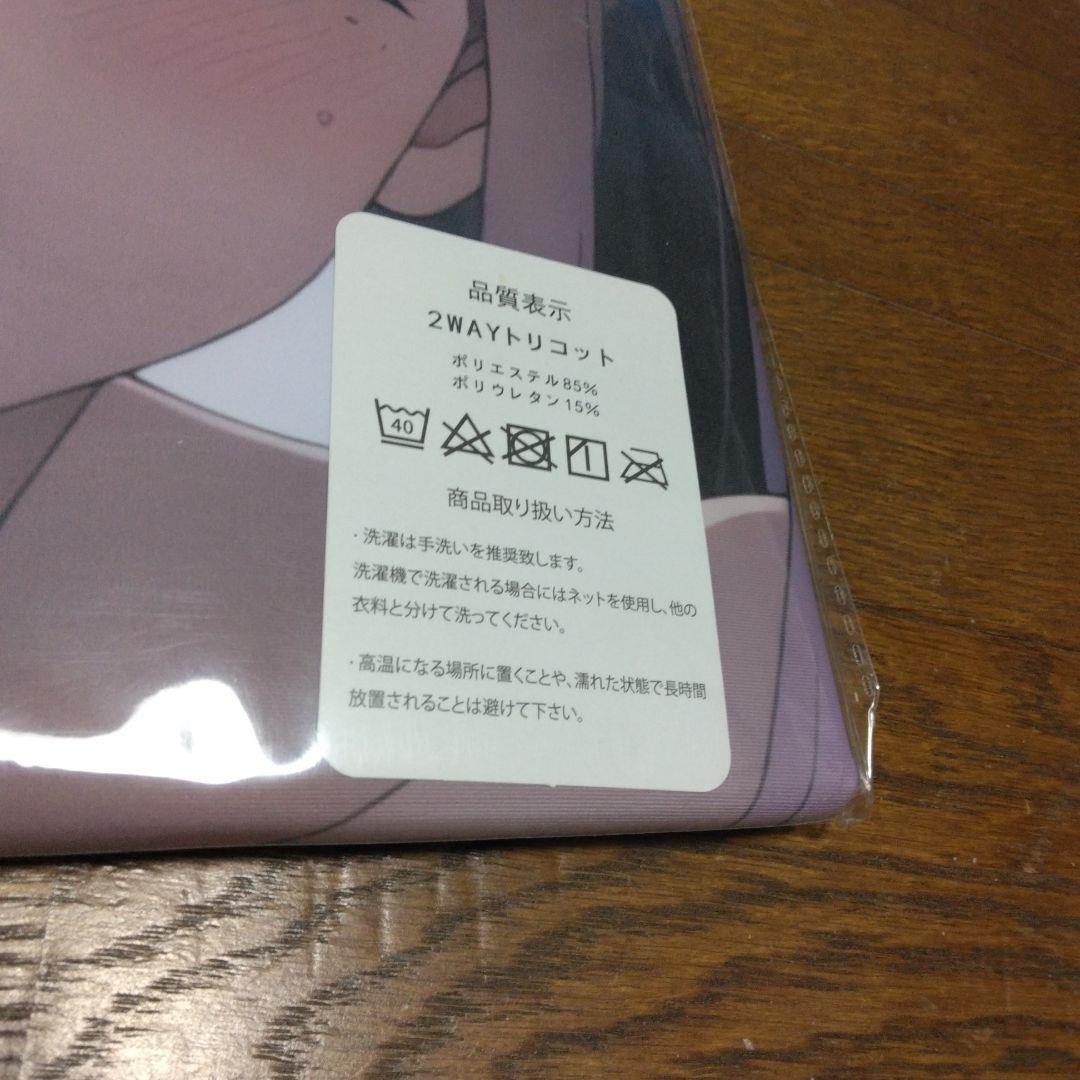 品質表示
2WAYトリコット
ポリエステル85%
ポリウレタン15%
40
商品取り扱い方法
・洗濯は手洗いを推奨致します。
洗濯機で洗濯される場合にはネットを使用し、他の
衣料と分けて洗ってください。
・高温になる場所に置くことや、濡れた状態で長時間
放置されることは避けて下さい。